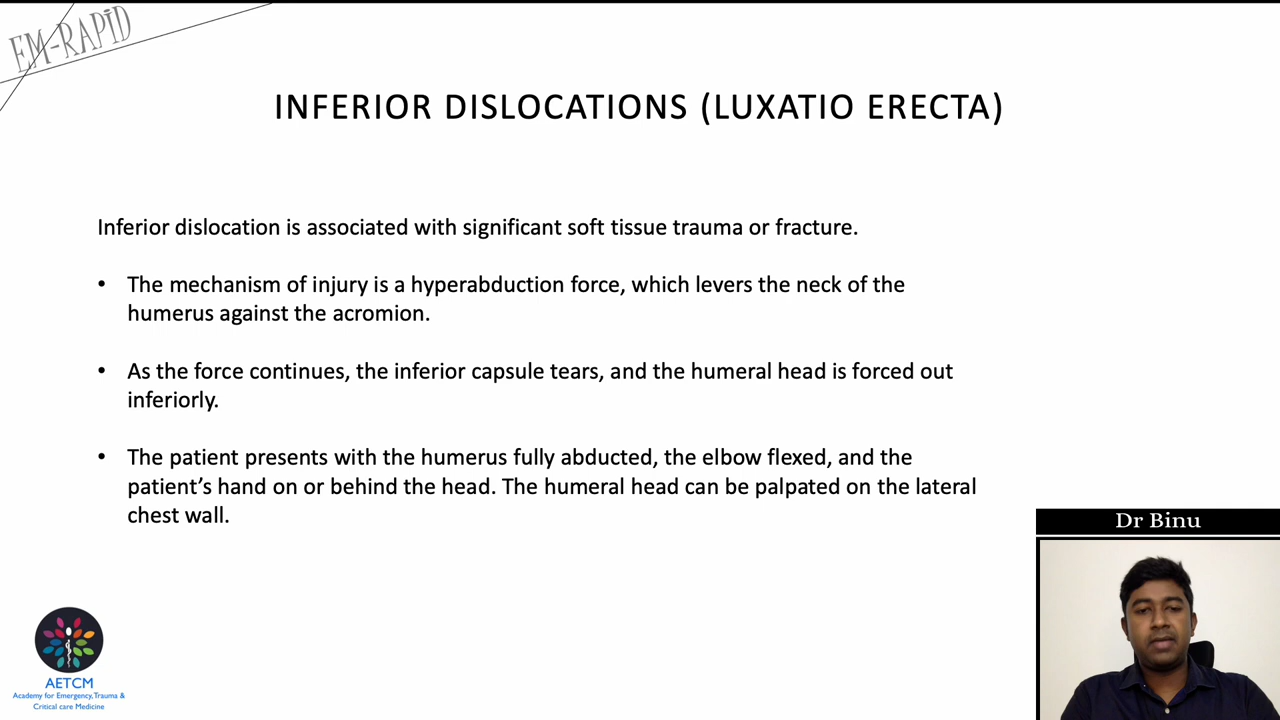 EM-RAPID
INFERIOR DISLOCATIONS (LUXATIO ERECTA)
Inferior dislocation is associated with significant soft tissue trauma or fracture.
• The mechanism of injury is a hyperabduction force, which levers the neck of the
humerus against the acromion.
• As the force continues, the inferior capsule tears, and the humeral head is forced out
inferiorly.
• The patient presents with the humerus fully abducted, the elbow flexed, and the
patient’s hand on or behind the head. The humeral head can be palpated on the lateral
chest wall.
Dr Binu
AETCM
Academy for Emergency,Trauma &
Critical care Medicine